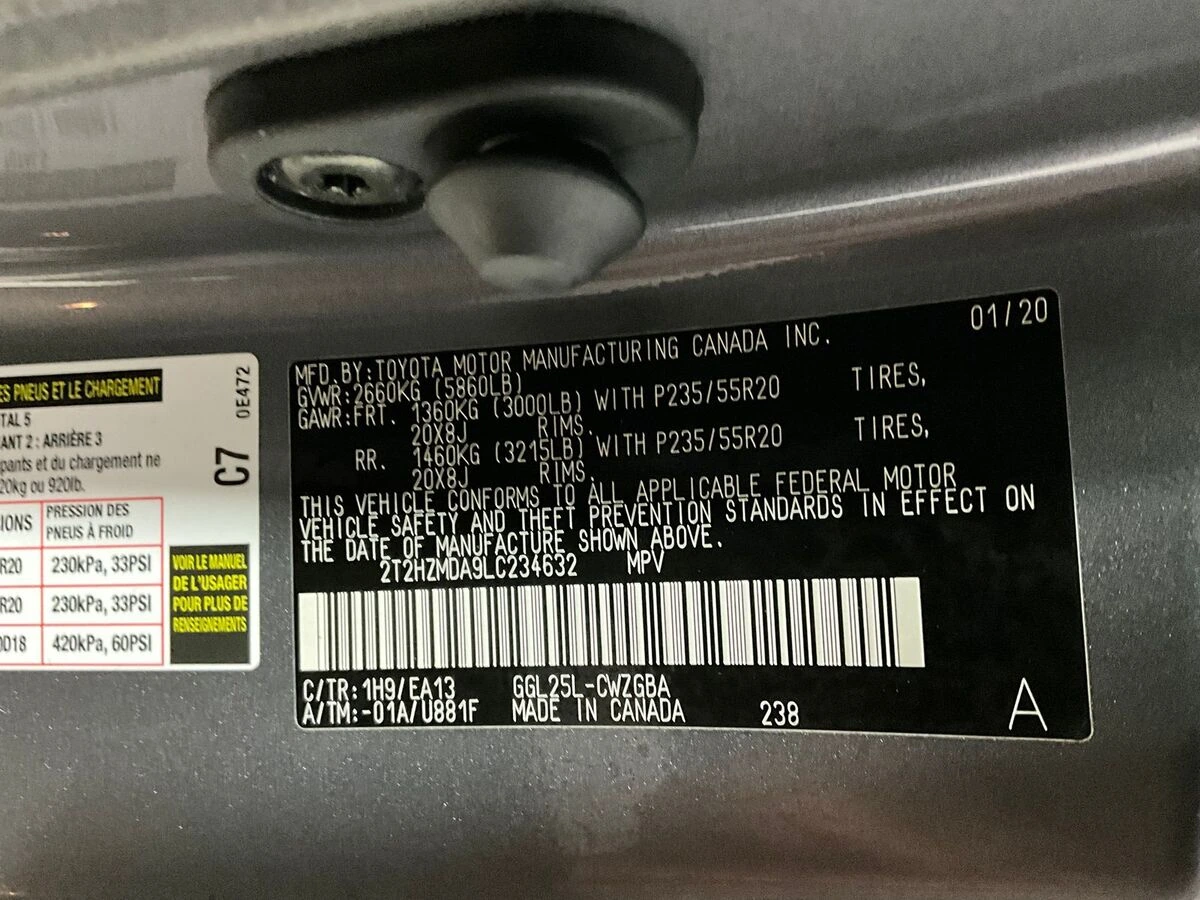 ES PNEUS ET LE CHARGEMENT
TAL 5
ANT 2 : ARRIÈRE 3
pants et du chargement ne
20kg ou 920lb.
IONS
PRESSION DES
PNEUS À FROID
R20
230kPa, 33PSI
R20
230kPa, 33PSI
0018
420kPa, 60PSI
0E472
C7
VOIR LE MANUEL
DE L'USAGER
POUR PLUS DE
RENSEIGNEMENTS
01/20
MFD.BY:TOYOTA MOTOR MANUFACTURING CANADA INC.
GVWR:2660KG (5860LB)
GAWR:FRT. 1360KG (3000LB) WITH P235/55R20 TIRES,
20X8J RIMS.
RR. 1460KG (3215LB) WITH P235/55R20 TIRES,
20X8J RIMS.
THIS VEHICLE CONFORMS TO ALL APPLICABLE FEDERAL MOTOR
VEHICLE SAFETY AND THEFT PREVENTION STANDARDS IN EFFECT ON
THE DATE OF MANUFACTURE SHOWN ABOVE.
2T2HZMDA9LC234632 MPV
C/TR:1H9/EA13 GGL25L-CWZGBA
A/TM:-01A/U881F MADE IN CANADA 238
A